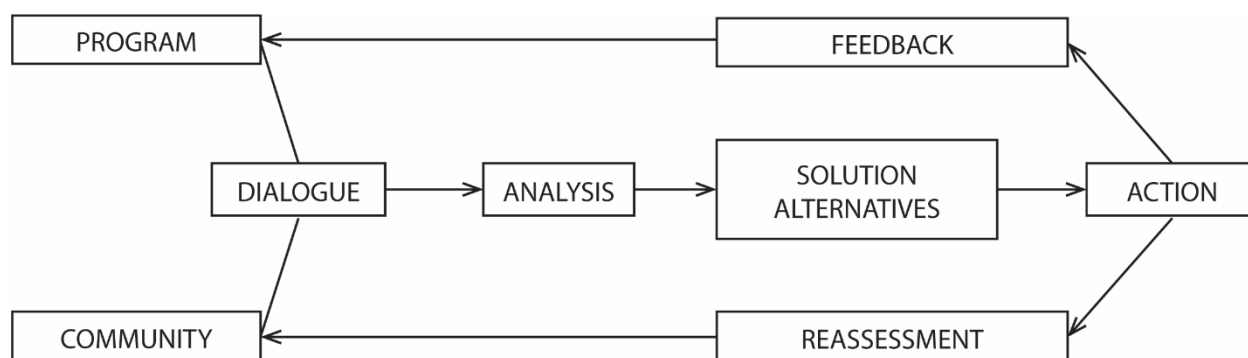 PROGRAM
FEEDBACK
DIALOGUE
ANALYSIS
SOLUTION
ALTERNATIVES
ACTION
COMMUNITY
REASSESSMENT